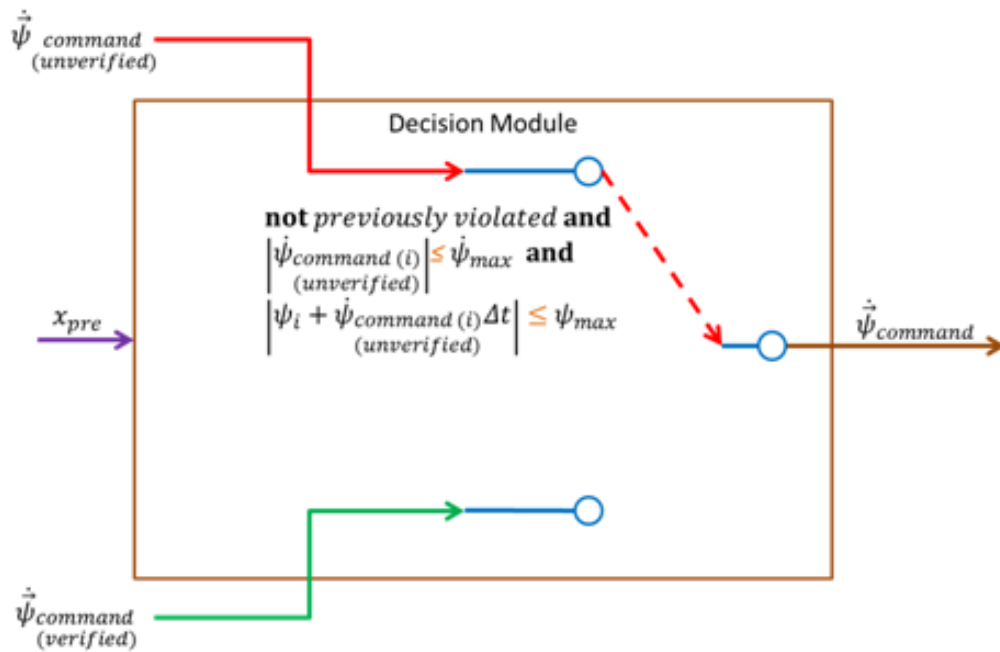 ψ̇⃗ command
(unverified)
Decision Module
not previously violated and
|ψ̇command (i)| ≤ ψ̇max and
(unverified)
|ψi + ψ̇command (i)Δt| ≤ ψmax
(unverified)
xpre
ψ̇⃗command
ψ̇⃗command
(verified)